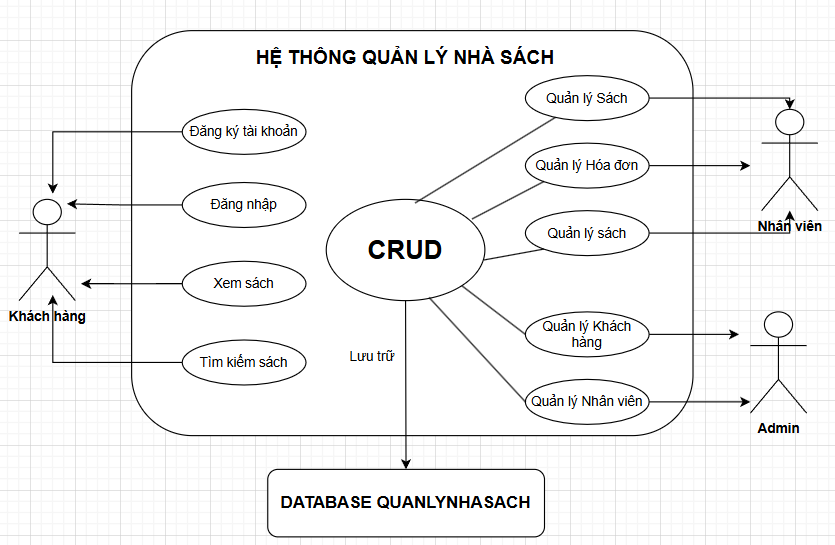 HỆ THỐNG QUẢN LÝ NHÀ SÁCH
Đăng ký tài khoản
Đăng nhập
Xem sách
Tìm kiếm sách
Khách hàng
CRUD
Lưu trữ
Quản lý Sách
Quản lý Hóa đơn
Quản lý sách
Quản lý Khách
hàng
Quản lý Nhân viên
Nhân viên
Admin
DATABASE QUANLYNHASACH